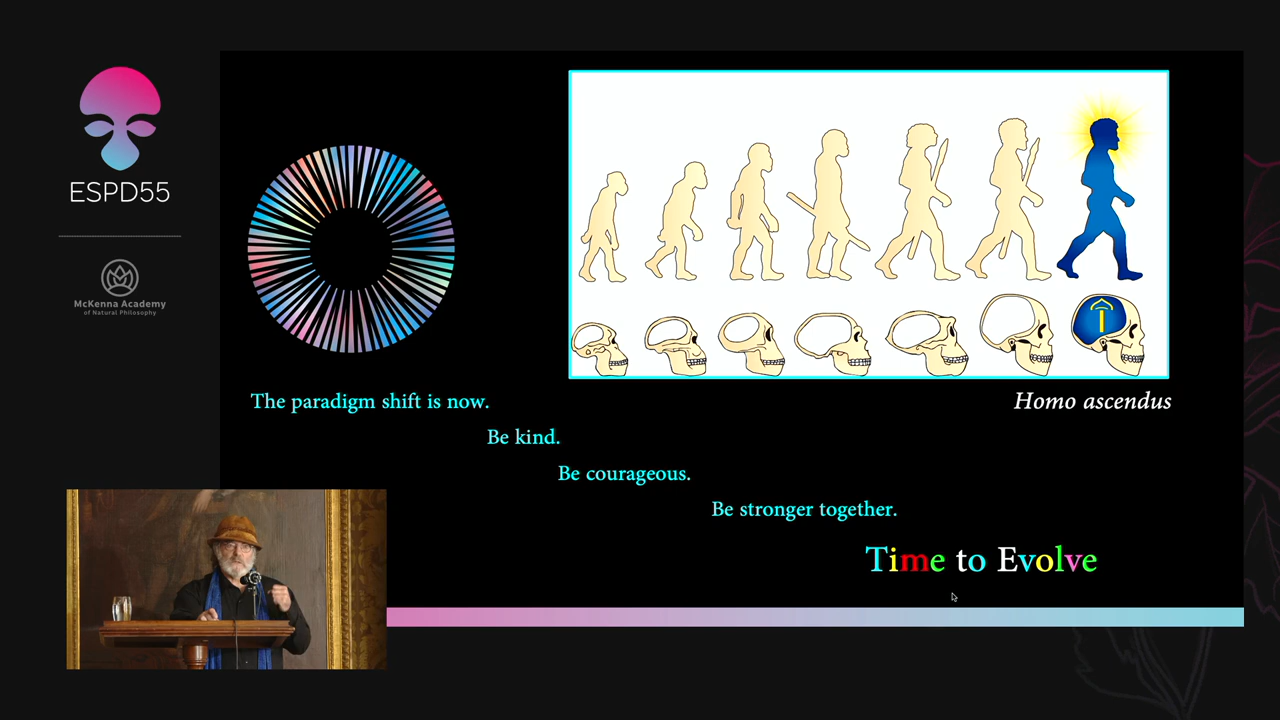 ESPD55
McKenna Academy
of Natural Philosophy
The paradigm shift is now.
Homo ascendus
Be kind.
Be courageous.
Be stronger together.
Time to Evolve